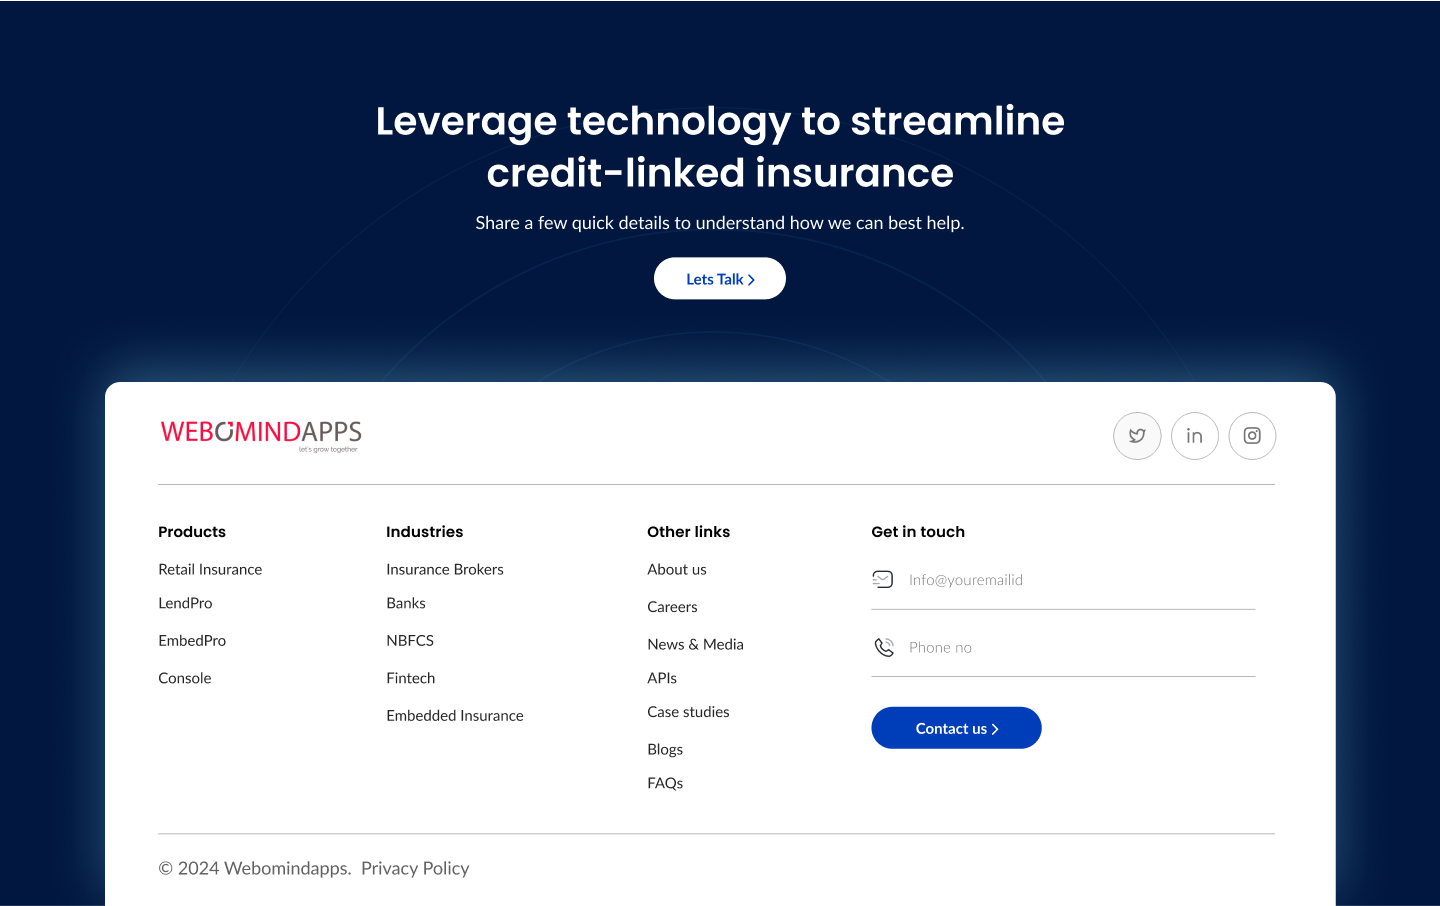 Leverage technology to streamline
credit-linked insurance
Share a few quick details to understand how we can best help.
Lets Talk
WEBOMINDAPPS
let's grow together
Products
Retail Insurance
LendPro
EmbedPro
Console
Industries
Insurance Brokers
Banks
NBFCS
Fintech
Embedded Insurance
Other links
About us
Careers
News & Media
APIs
Case studies
Blogs
FAQs
Get in touch
Info@youremailid
Phone no
Contact us
© 2024 Webomindapps. Privacy Policy